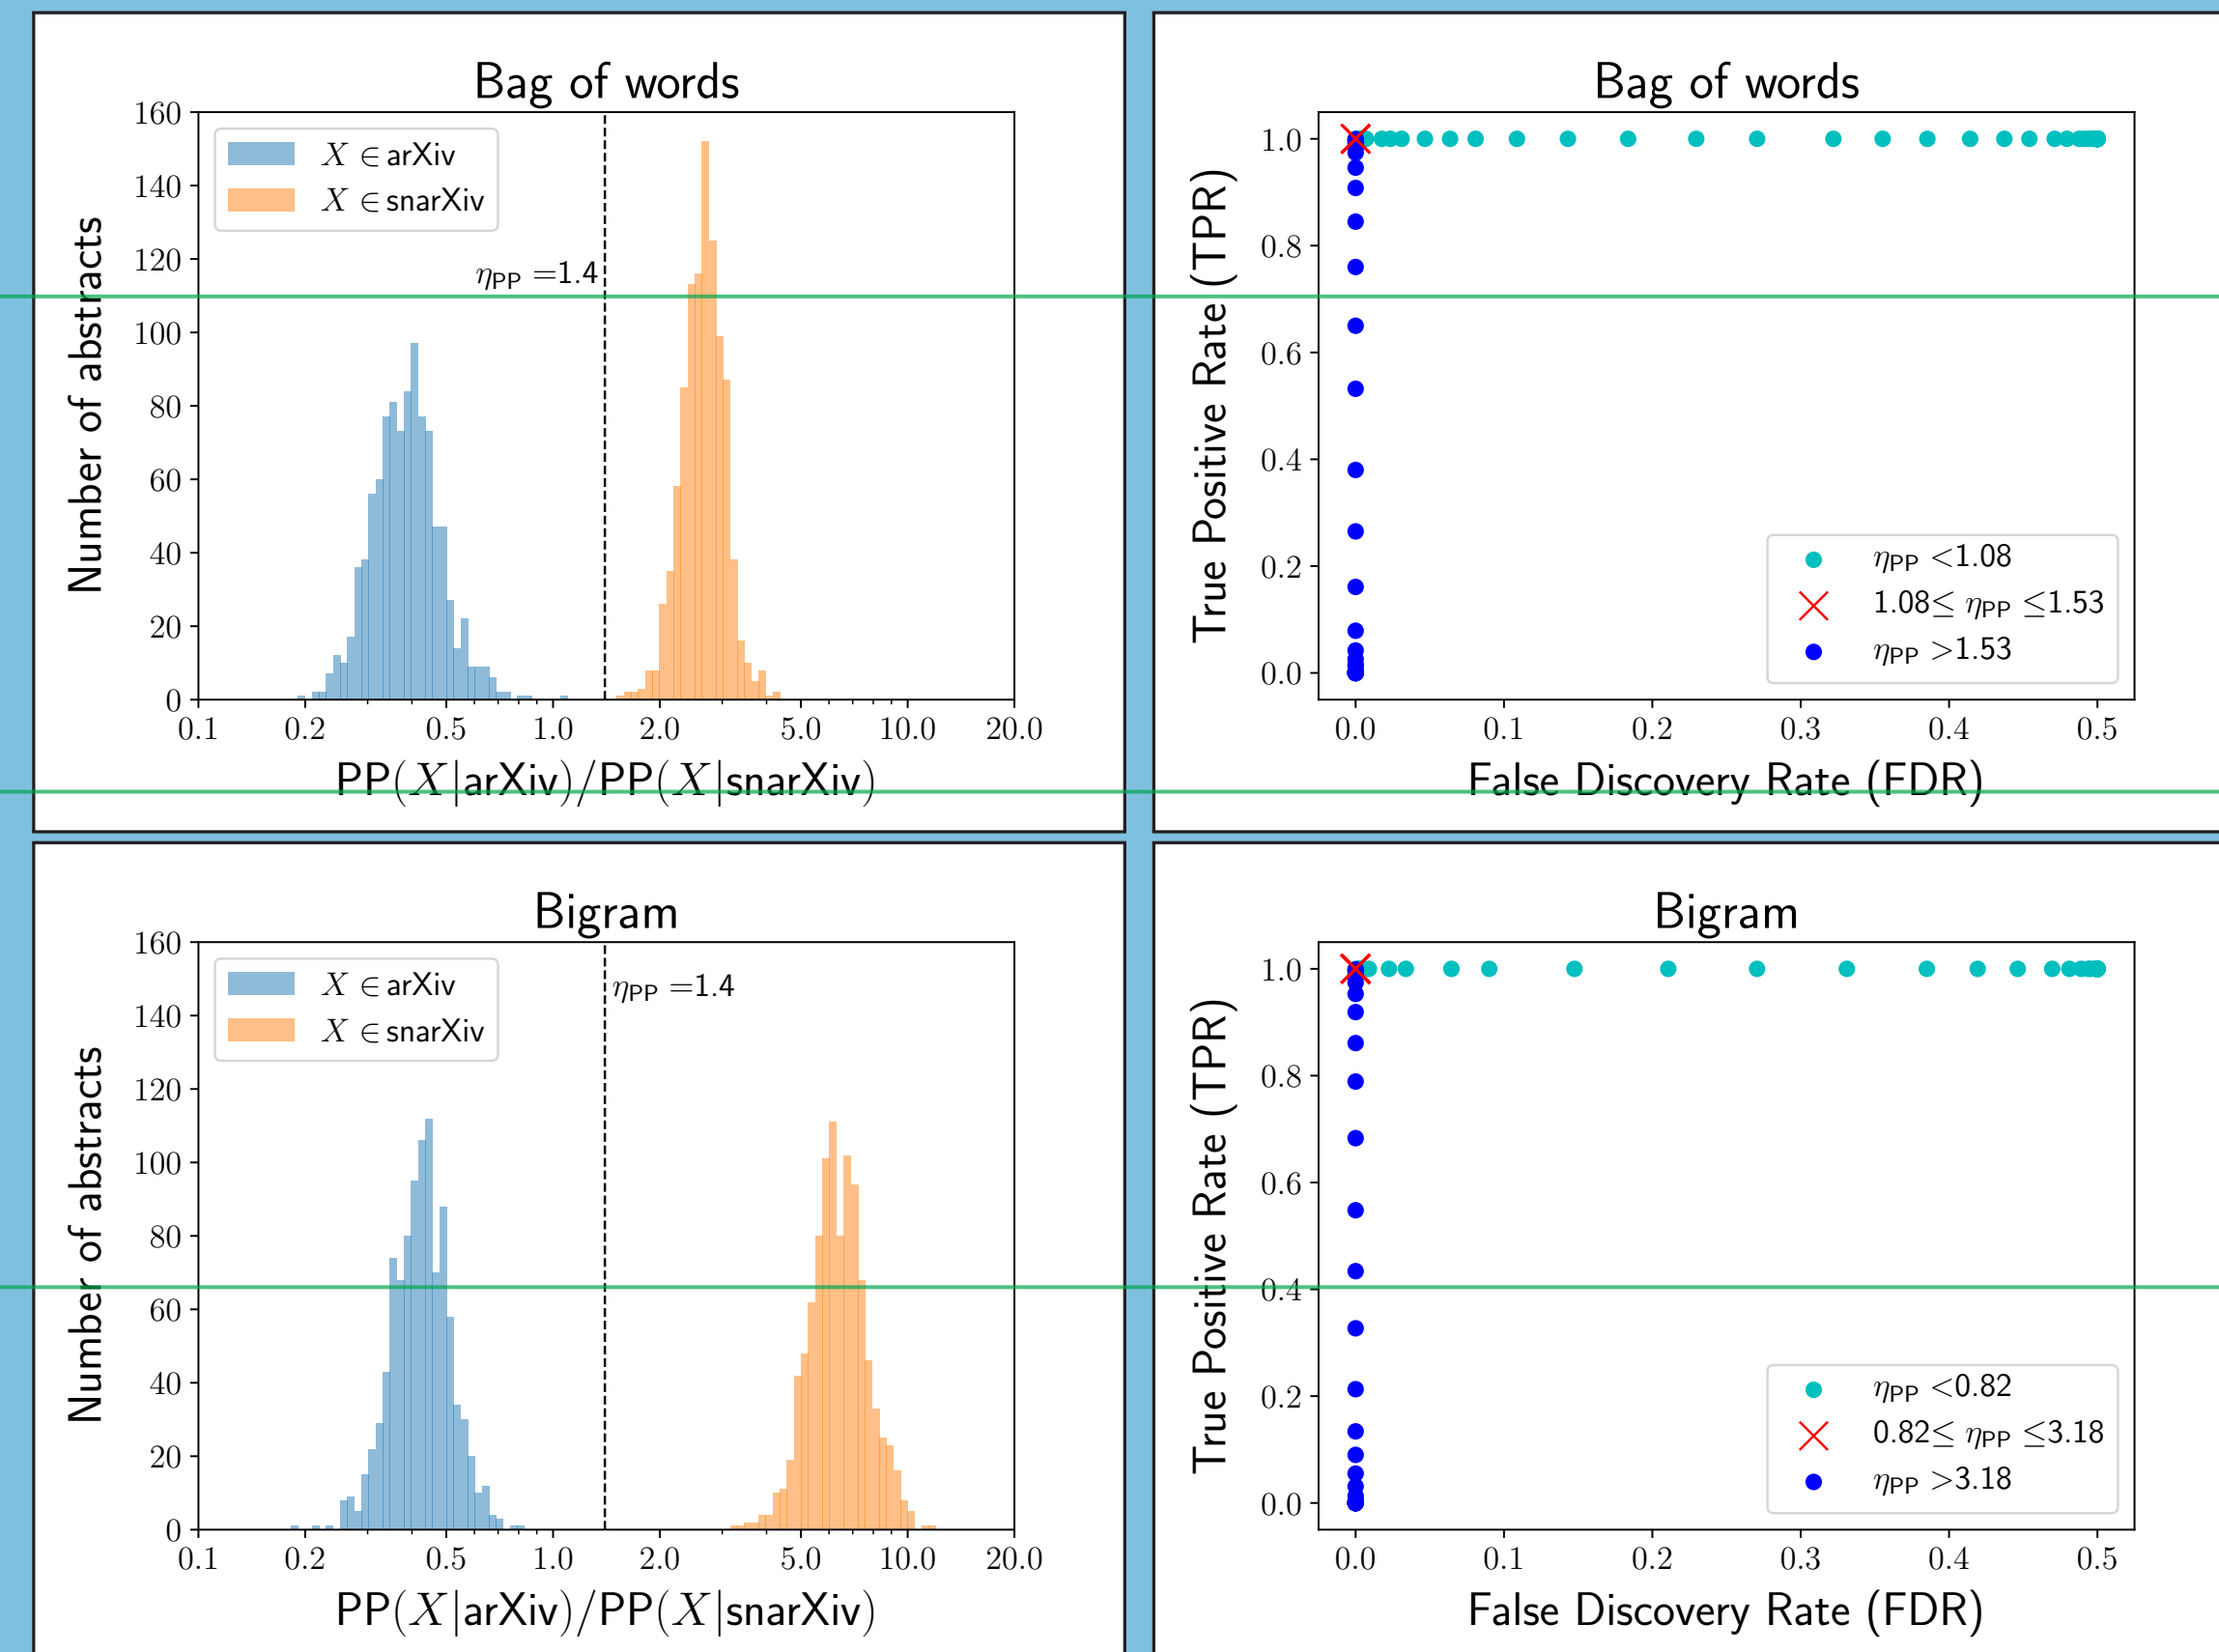 Bag of words
160
140
120
100
80
60
40
20
0
Number of abstracts
X ∈ arXiv
X ∈ snarXiv
ηPP =1.4
0.1 0.2 0.5 1.0 2.0 5.0 10.0 20.0
PP(X|arXiv)/PP(X|snarXiv)
Bag of words
1.0
0.8
0.6
0.4
0.2
0.0
True Positive Rate (TPR)
ηPP <1.08
1.08≤ ηPP ≤1.53
ηPP >1.53
0.0 0.1 0.2 0.3 0.4 0.5
False Discovery Rate (FDR)
Bigram
160
140
120
100
80
60
40
20
0
Number of abstracts
X ∈ arXiv
X ∈ snarXiv
ηPP =1.4
0.1 0.2 0.5 1.0 2.0 5.0 10.0 20.0
PP(X|arXiv)/PP(X|snarXiv)
Bigram
1.0
0.8
0.6
0.4
0.2
0.0
True Positive Rate (TPR)
ηPP <0.82
0.82≤ ηPP ≤3.18
ηPP >3.18
0.0 0.1 0.2 0.3 0.4 0.5
False Discovery Rate (FDR)